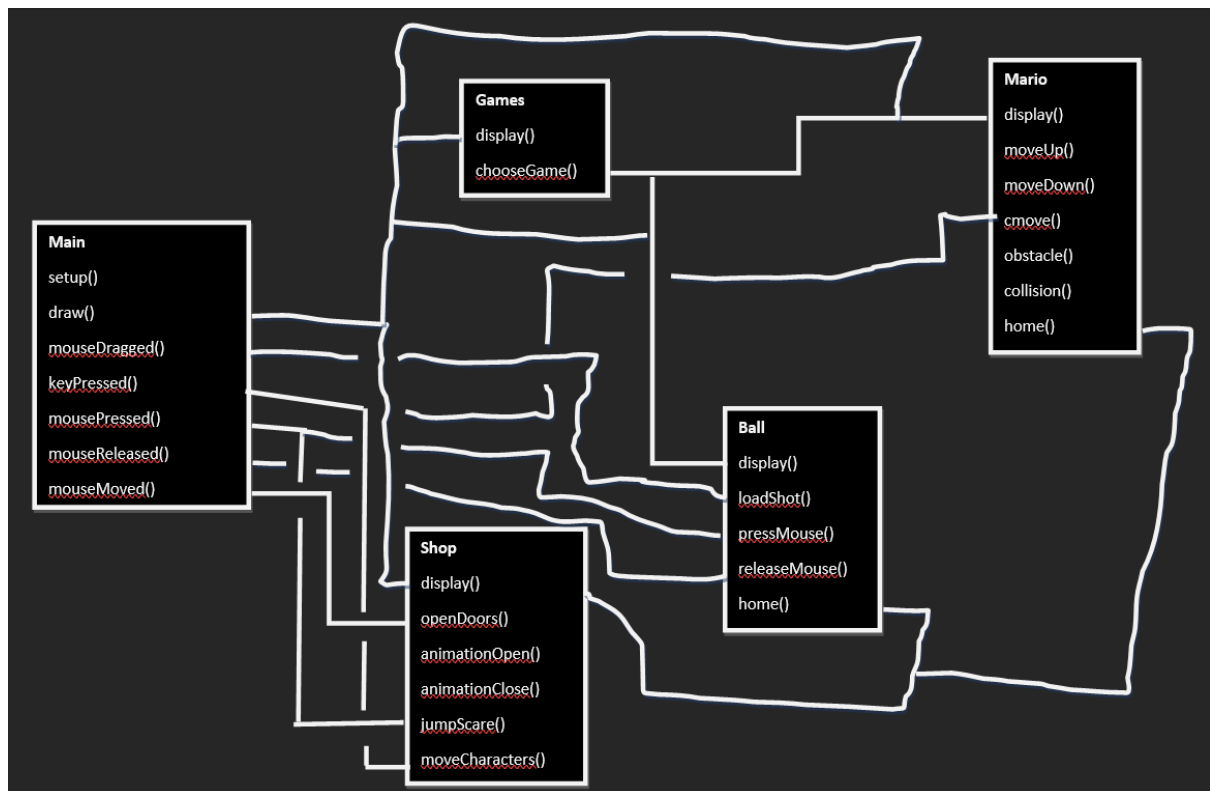 Games
display()
chooseGame()
Mario
display()
moveUp()
moveDown()
cmove()
obstacle()
collision()
home()
Main
setup()
draw()
mouseDragged()
keyPressed()
mousePressed()
mouseReleased()
mouseMoved()
Ball
display()
loadShot()
pressMouse()
releaseMouse()
home()
Shop
display()
openDoors()
animationOpen()
animationClose()
jumpScare()
moveCharacters()